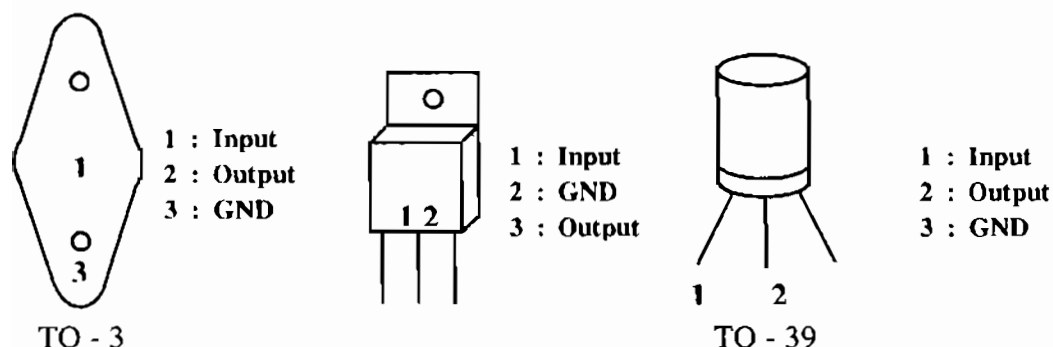 1
3
TO - 3
1 : Input
2 : Output
3 : GND
1 2
1 : Input
2 : GND
3 : Output
1 2
TO - 39
1 : Input
2 : Output
3 : GND